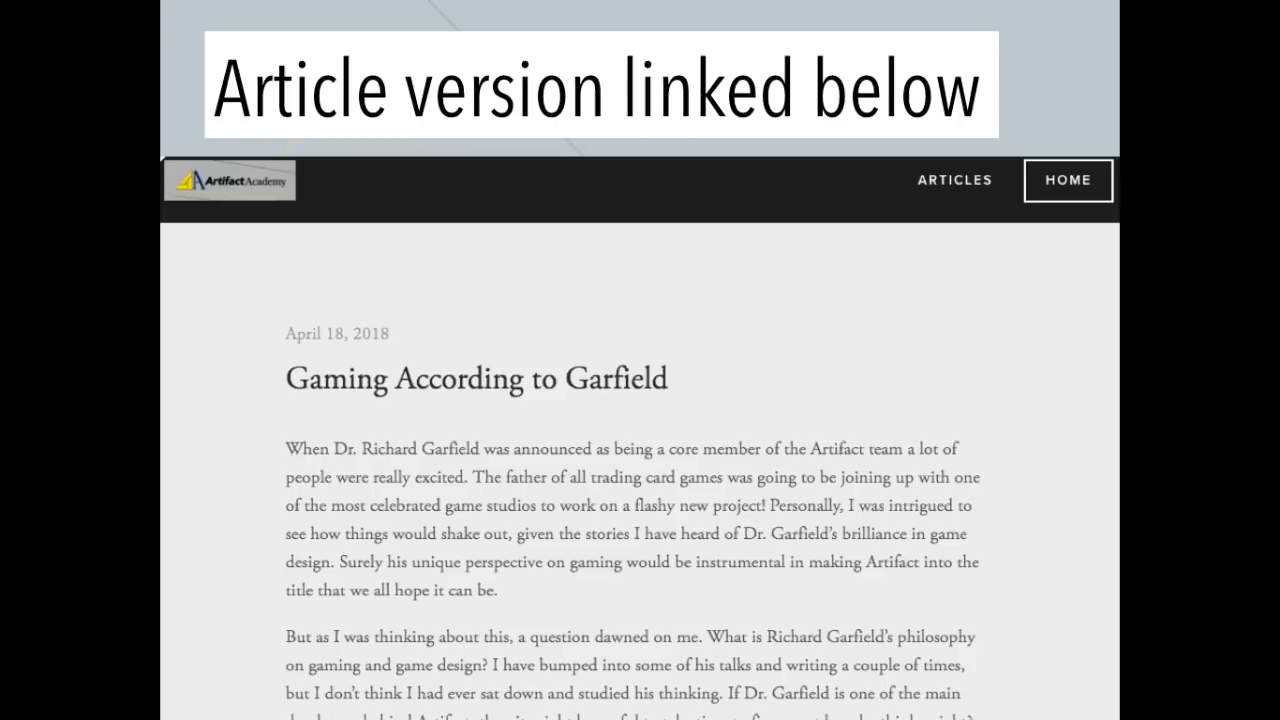 Article version linked below
ArtifactAcademy
ARTICLES
HOME
April 18, 2018
Gaming According to Garfield
When Dr. Richard Garfield was announced as being a core member of the Artifact team a lot of
people were really excited. The father of all trading card games was going to be joining up with one
of the most celebrated game studios to work on a flashy new project! Personally, I was intrigued to
see how things would shake out, given the stories I have heard of Dr. Garfield’s brilliance in game
design. Surely his unique perspective on gaming would be instrumental in making Artifact into the
title that we all hope it can be.
But as I was thinking about this, a question dawned on me. What is Richard Garfield’s philosophy
on gaming and game design? I have bumped into some of his talks and writing a couple of times,
but I don’t think I had ever sat down and studied his thinking. If Dr. Garfield is one of the main